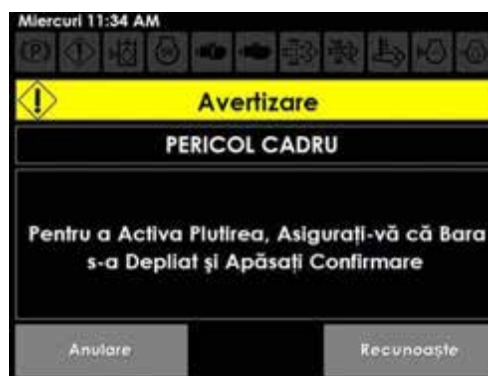 Miercuri 11:34 AM
Avertizare
PERICOL CADRU
Pentru a Activa Plutirea, Asigurați-vă că Bara
s-a Depliat și Apăsați Confirmare
Anulare
Recunoaște